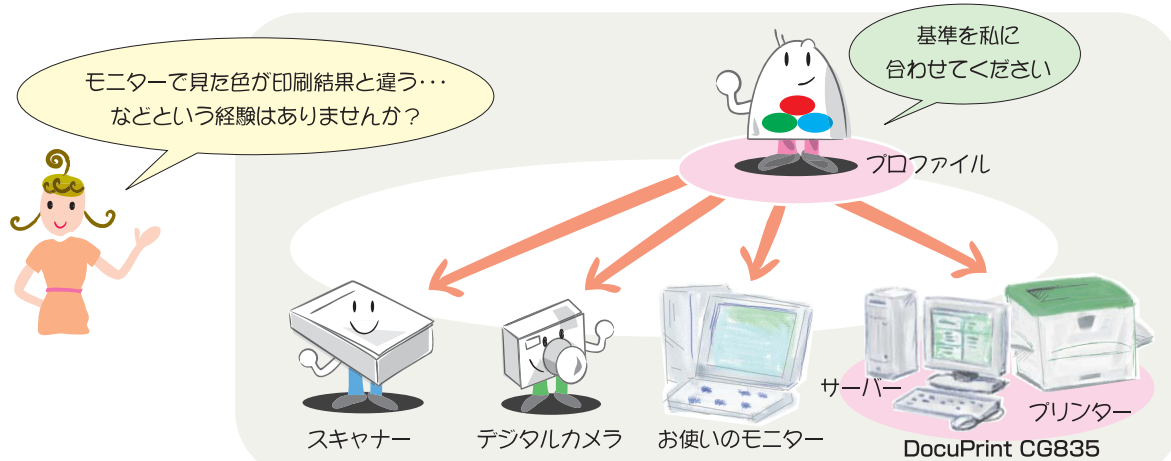 モニターで見た色が印刷結果と違う･･･
などという経験はありませんか？
基準を私に
合わせてください
プロファイル
スキャナー
デジタルカメラ
お使いのモニター
サーバー
プリンター
DocuPrint CG835